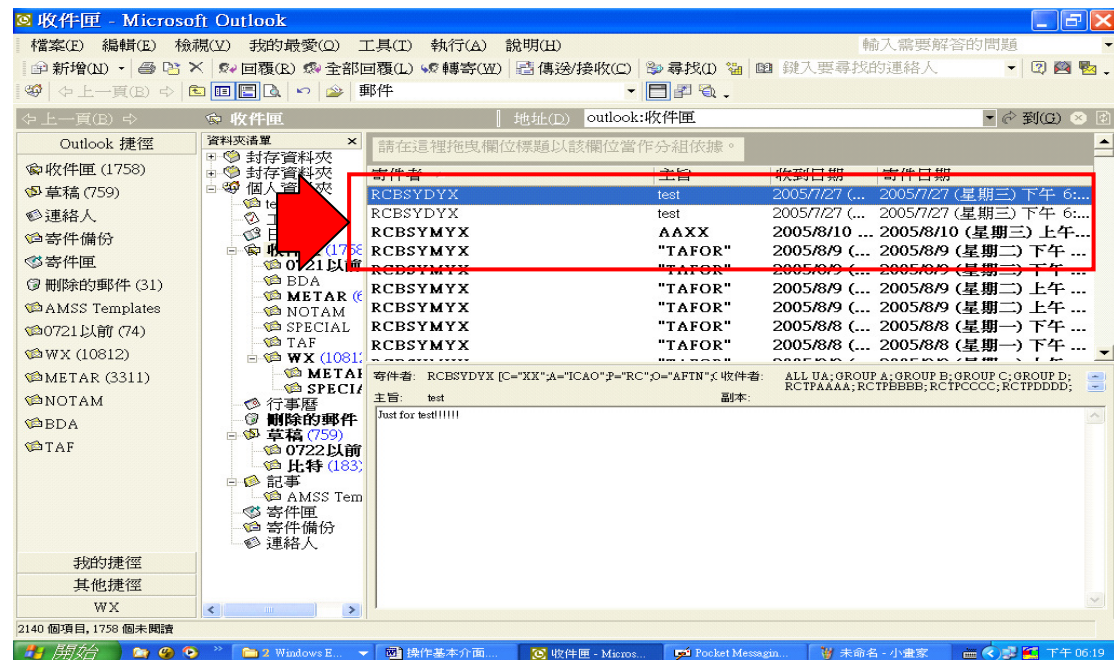 收件匣 - Microsoft Outlook
檔案(F) 編輯(E) 檢視(V) 我的最愛(O) 工具(T) 執行(A) 說明(H) 輸入需要解答的問題
新增(N) 回覆(R) 全部回覆(L) 轉寄(W) 傳送/接收(C) 尋找(I) 鍵入要尋找的連絡人
上一頁(B) 郵件
上一頁(B) 收件匣 地址(D) outlook:收件匣 到(G)
Outlook 捷徑
收件匣 (1758)
草稿 (759)
連絡人
寄件備份
寄件匣
刪除的郵件 (31)
AMSS Templates
0721以前 (74)
WX (10812)
METAR (3311)
NOTAM
BDA
TAF
我的捷徑
其他捷徑
WX
資料夾清單
封存資料夾
封存資料夾
個人資料夾
收件匣 (1758
0721以前
BDA
METAR (6
NOTAM
SPECIAL
TAF
WX (10812
METAR
SPECIA
行事曆
刪除的郵件
草稿 (759)
0722以前
比特 (183)
記事
AMSS Tem
寄件匣
寄件備份
連絡人
請在這裡拖曳欄位標題以該欄位當作分組依據。
寄件者 主旨 收到日期 寄件日期
RCBSYDYX test 2005/7/27 (... 2005/7/27 (星期三) 下午 6:...
RCBSYDYX test 2005/7/27 (... 2005/7/27 (星期三) 下午 6:...
RCBSYMYX AAXX 2005/8/10 ... 2005/8/10 (星期三) 上午...
RCBSYMYX "TAFOR" 2005/8/9 (... 2005/8/9 (星期二) 下午 ...
RCBSYMYX "TAFOR" 2005/8/9 (... 2005/8/9 (星期二) 下午 ...
RCBSYMYX "TAFOR" 2005/8/9 (... 2005/8/9 (星期二) 上午 ...
RCBSYMYX "TAFOR" 2005/8/9 (... 2005/8/9 (星期二) 上午 ...
RCBSYMYX "TAFOR" 2005/8/8 (... 2005/8/8 (星期一) 下午 ...
RCBSYMYX "TAFOR" 2005/8/8 (... 2005/8/8 (星期一) 下午 ...
寄件者: RCBSYDYX [C="XX";A="ICAO";P="RC";O="AFTN";( 收件者: ALL UA;GROUP A;GROUP B;GROUP C;GROUP D;
RCTPAAAA;RCTPBBBB;RCTPCCCC;RCTPDDDD;
主旨: test 副本:
Just for test!!!!!!
2140 個項目, 1758 個未閱讀
開始 2 Windows E... 操作基本介面.... 收件匣 - Micros... Pocket Messagin... 未命名 - 小畫家 下午 06:19